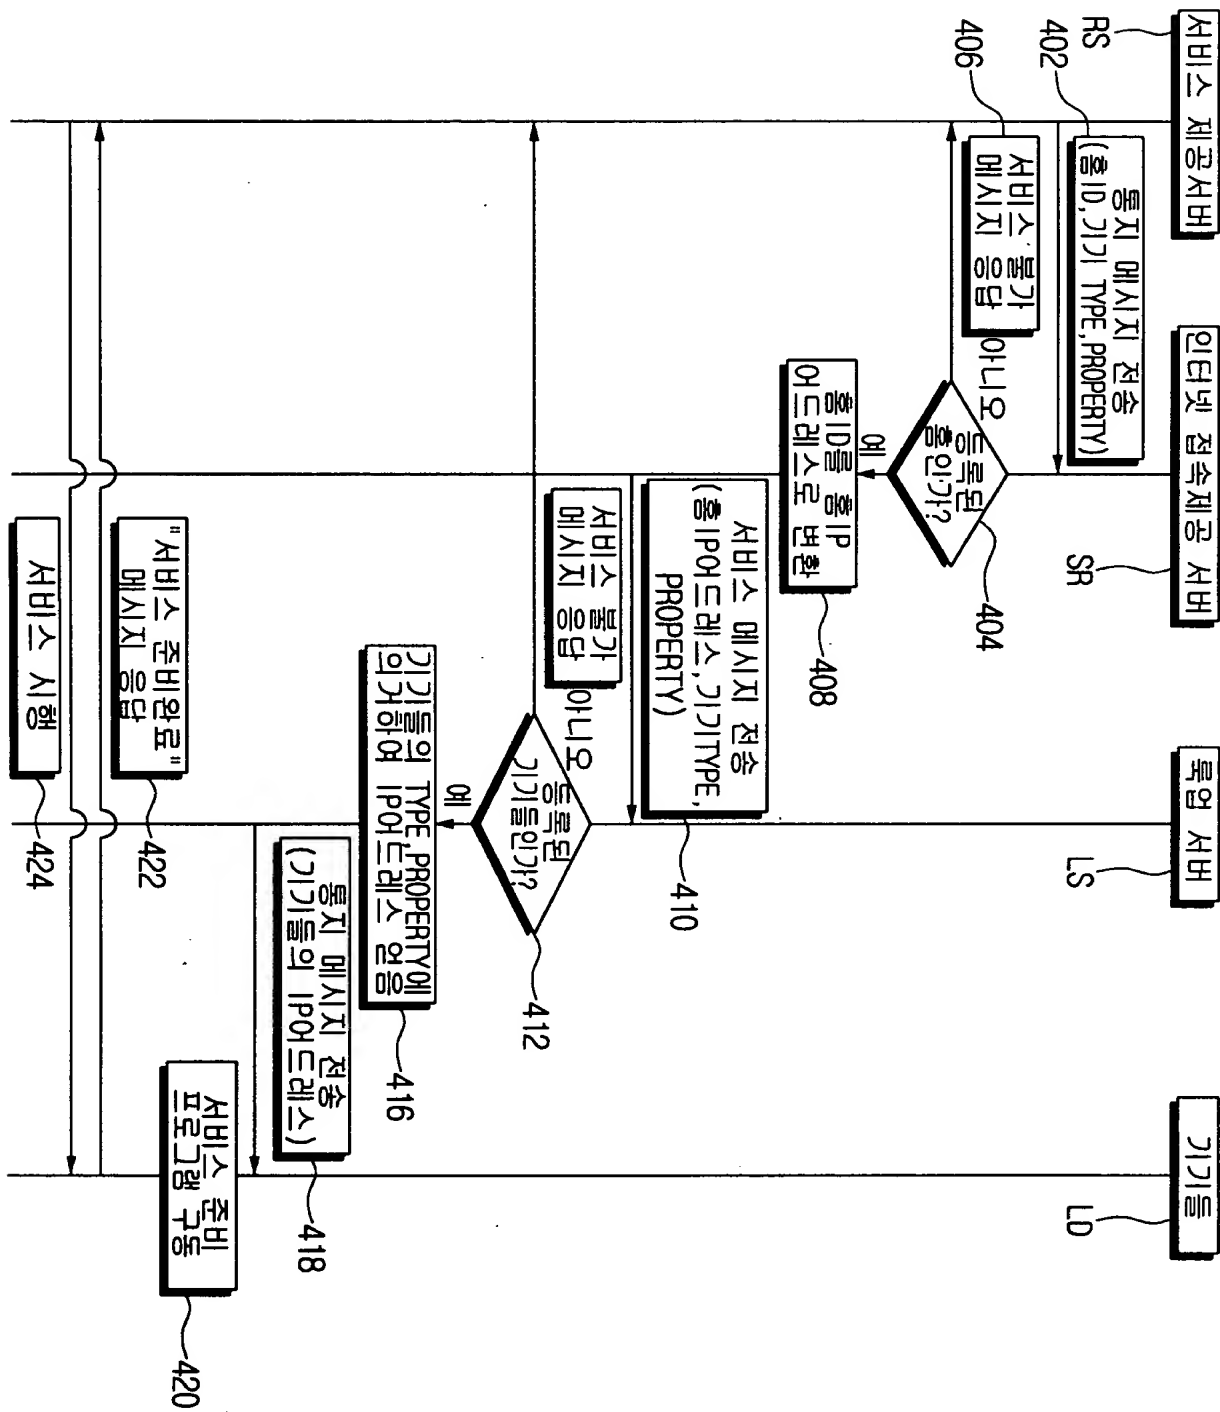 서비스 제공서버
RS
인터넷 접속제공 서버
SR
룩업 서버
LS
기기들
LD
통지 메시지 전송
(홈ID,기기 TYPE,PROPERTY)
402
등록된
홈인가?
404
아니오
서비스 불가
메시지 응답
406
예
홈ID를 홈IP
어드레스로 변환
408
서비스 메시지 전송
(홈IP어드레스,기기TYPE,
PROPERTY)
410
등록된
기기들인가?
412
아니오
서비스 불가
메시지 응답
예
기기들의 TYPE,PROPERTY에
의거하여 IP어드레스 얻음
416
통지 메시지 전송
(기기들의 IP어드레스)
418
서비스 준비
프로그램 구동
420
"서비스 준비완료"
메시지 응답
422
서비스 시행
424